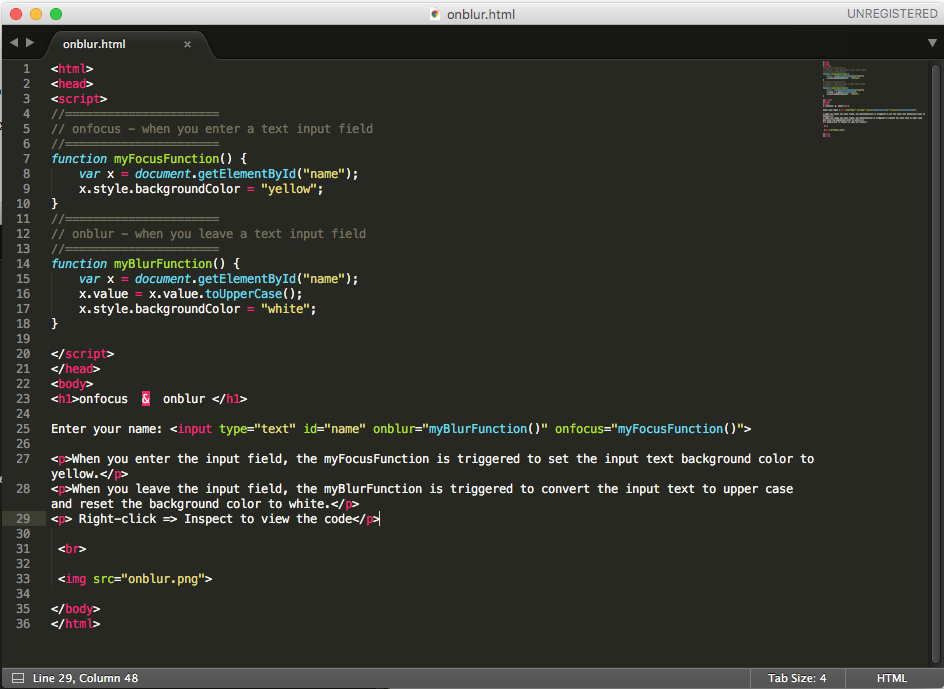 onblur.html
UNREGISTERED
onblur.html
1 <html>
2 <head>
3 <script>
4 //======================
5 // onfocus – when you enter a text input field
6 //======================
7 function myFocusFunction() {
8     var x = document.getElementById("name");
9     x.style.backgroundColor = "yellow";
10 }
11 //======================
12 // onblur – when you leave a text input field
13 //======================
14 function myBlurFunction() {
15     var x = document.getElementById("name");
16     x.value = x.value.toUpperCase();
17     x.style.backgroundColor = "white";
18 }
19
20 </script>
21 </head>
22 <body>
23 <h1>onfocus  &  onblur </h1>
24
25 Enter your name: <input type="text" id="name" onblur="myBlurFunction()" onfocus="myFocusFunction()">
26
27 <p>When you enter the input field, the myFocusFunction is triggered to set the input text background color to
yellow.</p>
28 <p>When you leave the input field, the myBlurFunction is triggered to convert the input text to upper case
and reset the background color to white.</p>
29 <p> Right-click => Inspect to view the code</p>
30
31  <br>
32
33  <img src="onblur.png">
34
35 </body>
36 </html>
Line 29, Column 48
Tab Size: 4
HTML